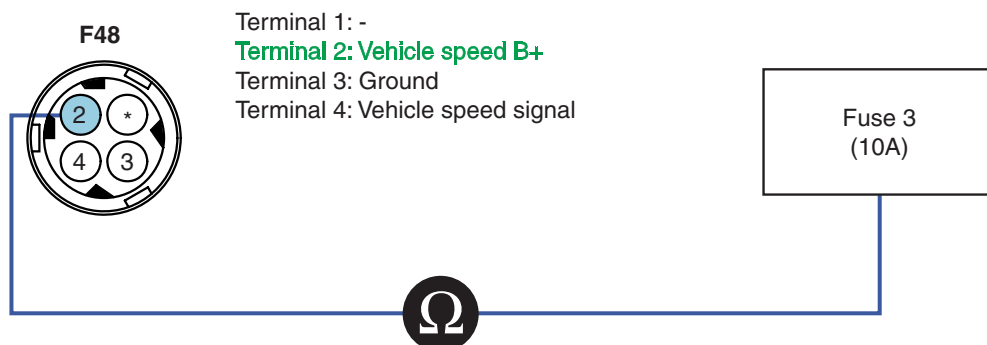 F48
Terminal 1: -
Terminal 2: Vehicle speed B+
Terminal 3: Ground
Terminal 4: Vehicle speed signal
2 *
4 3
Fuse 3
(10A)
Ω